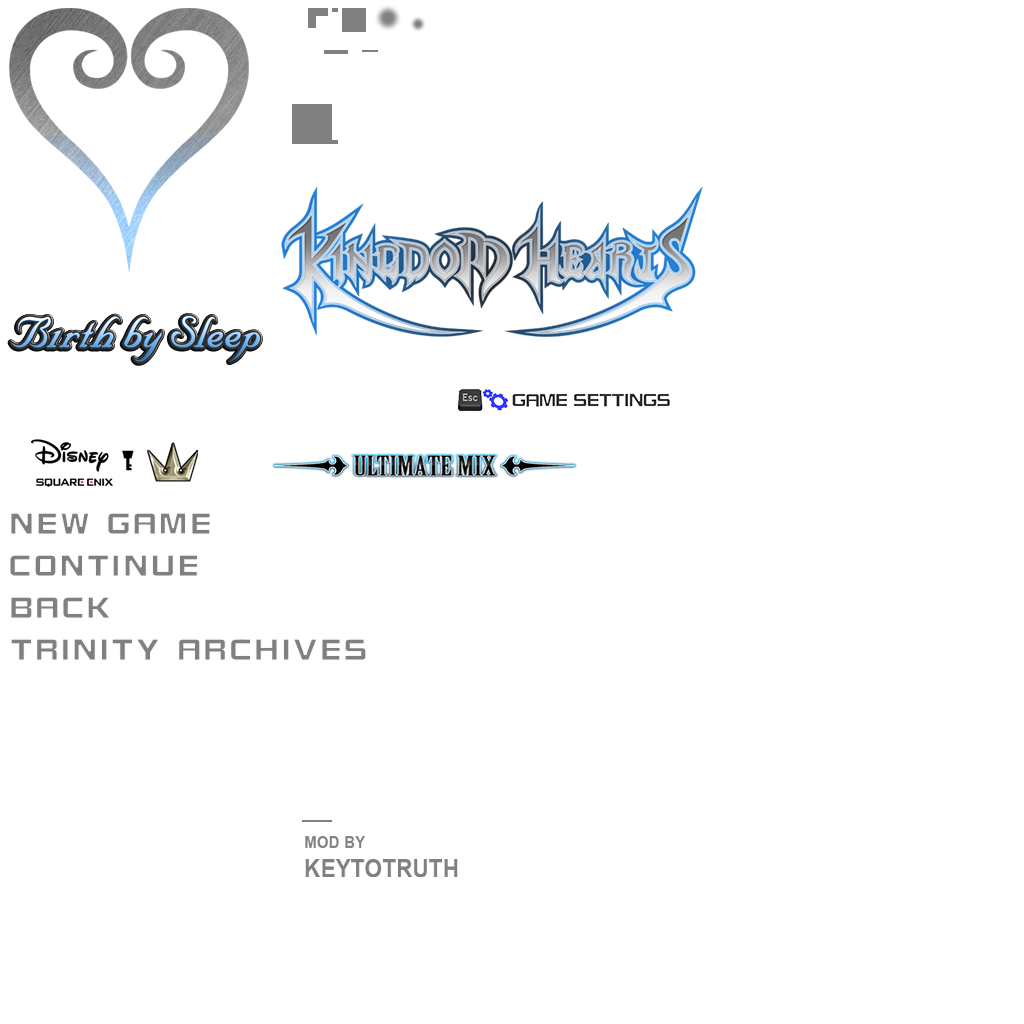 KINGDOM HEARTS
Birth by Sleep
Esc GAME SETTINGS
DISNEY
SQUARE ENIX
ULTIMATE MIX
NEW GAME
CONTINUE
BACK
TRINITY ARCHIVES
MOD BY
KEYTOTRUTH